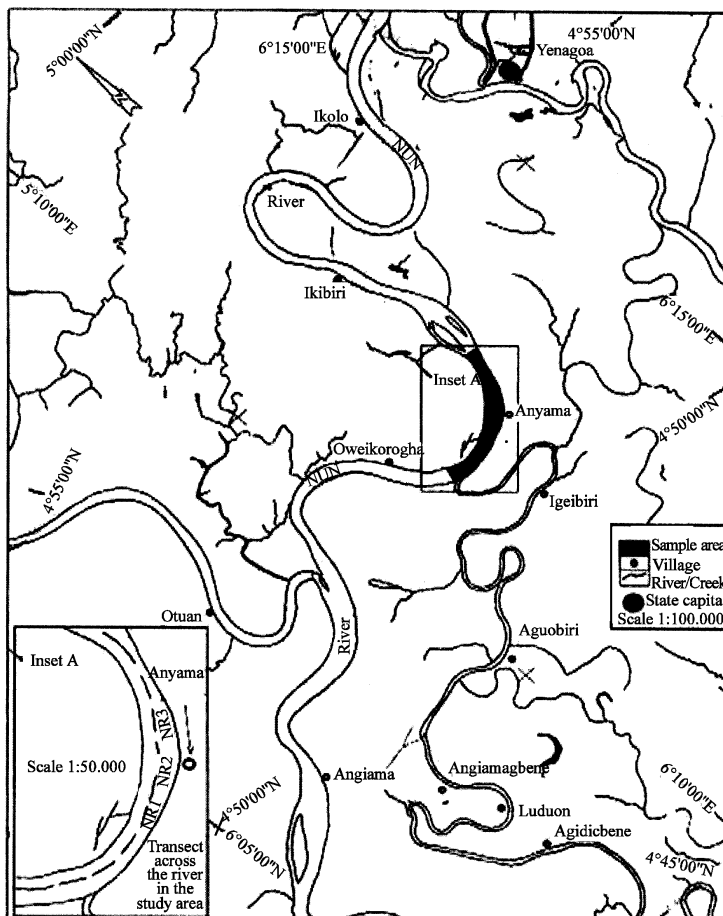 5°00'00"N
6°15'00"E
4°55'00"N
Yenagoa
Ikolo
NUN
5°10'00"E
River
Ikibiri
6°15'00"E
Inset A
Anyama
4°50'00"N
Oweikorogha
NUN
4°55'00"N
Igeibiri
Sample area
Village
River/Creek
State capita
Scale 1:100.000
Otuan
River
Aguobiri
Inset A
Anyama
NR3
Scale 1:50.000
NR2
NR1
Transect
across
the river
in the
study area
Angiama
4°50'00"N
6°05'00"N
Angiamagbene
Luduon
Agidicbene
6°10'00"E
4°45'00"N